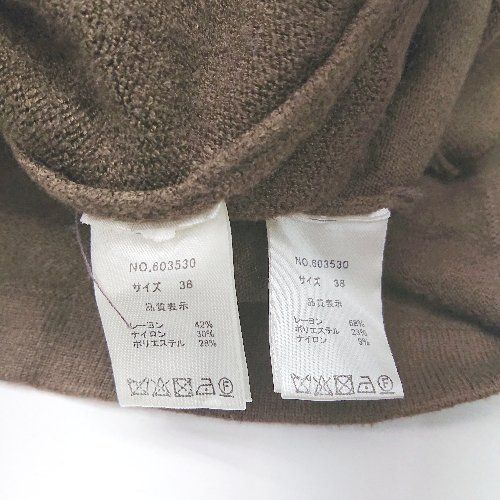 NO.603530
サイズ 38
品質表示
レーヨン 42%
ナイロン 30%
ポリエステル 28%
NO.603530
サイズ 38
品質表示
レーヨン 68%
ポリエステル 23%
ナイロン 9%